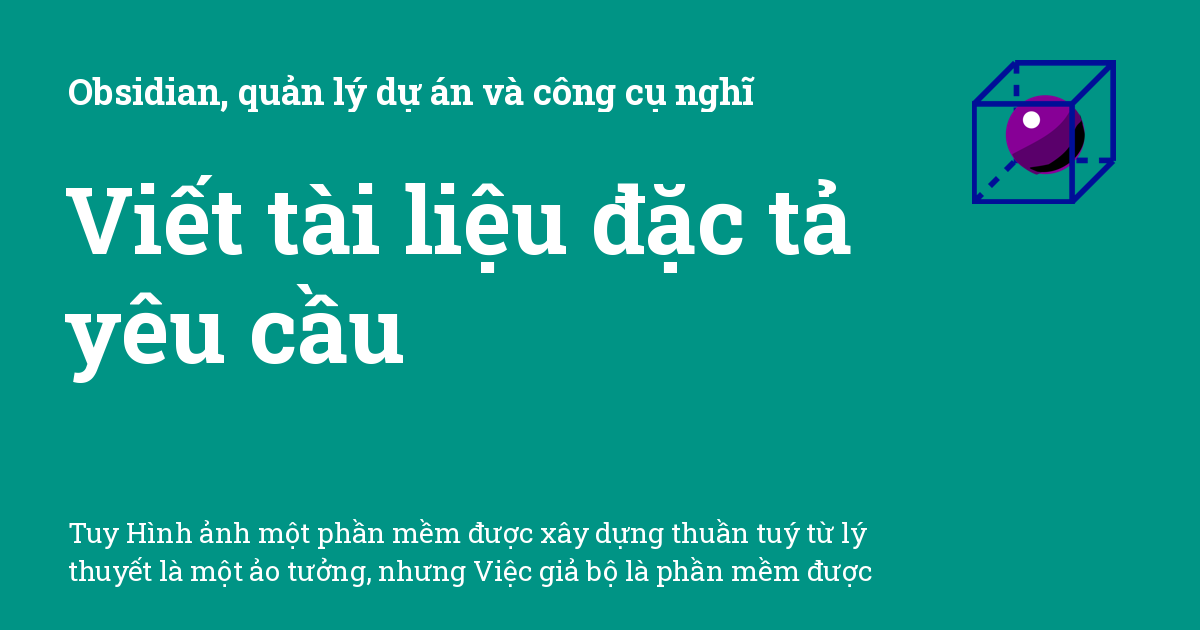 Obsidian, quản lý dự án và công cụ nghĩ
Viết tài liệu đặc tả
yêu cầu
Tuy Hình ảnh một phần mềm được xây dựng thuần tuý từ lý
thuyết là một ảo tưởng, nhưng Việc giả bộ là phần mềm được